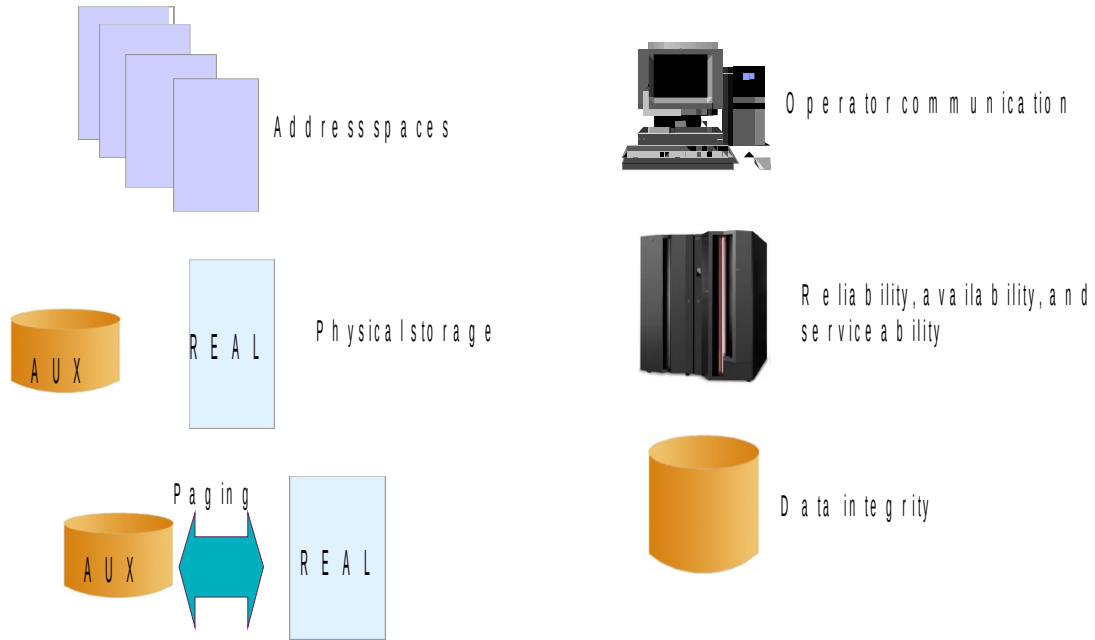 Address spaces
AUX
REAL
Physical storage
Paging
AUX
REAL
Operator communication
Reliability, availability, and
serviceability
Data integrity